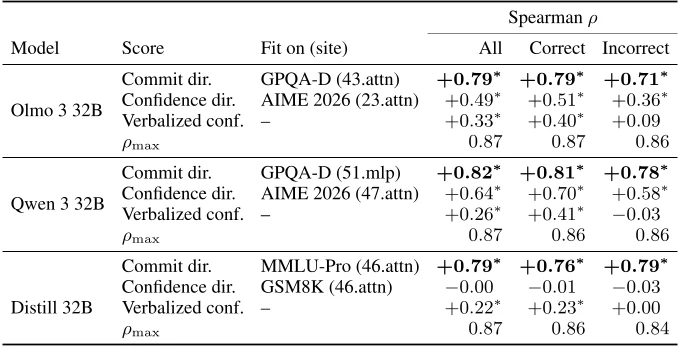 Spearman ρ
Model Score Fit on (site) All Correct Incorrect
Commit dir. GPQA-D (43.attn) +0.79* +0.79* +0.71*
Confidence dir. AIME 2026 (23.attn) +0.49* +0.51* +0.36*
Olmo 3 32B
Verbalized conf. – +0.33* +0.40* +0.09
ρmax 0.87 0.87 0.86
Commit dir. GPQA-D (51.mlp) +0.82* +0.81* +0.78*
Confidence dir. AIME 2026 (47.attn) +0.64* +0.70* +0.58*
Qwen 3 32B
Verbalized conf. – +0.26* +0.41* −0.03
ρmax 0.87 0.86 0.86
Commit dir. MMLU-Pro (46.attn) +0.79* +0.76* +0.79*
Confidence dir. GSM8K (46.attn) −0.00 −0.01 −0.03
Distill 32B
Verbalized conf. – +0.22* +0.23* +0.00
ρmax 0.87 0.86 0.84